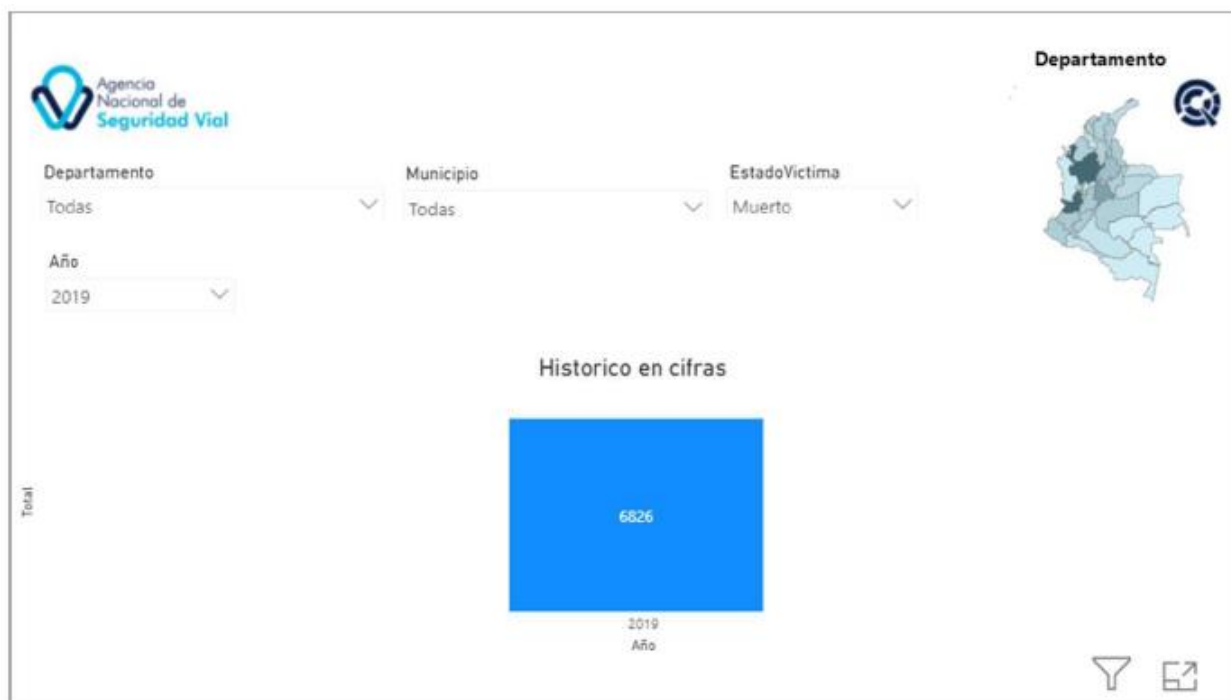 Departamento
Agencia
Nacional de
Seguridad Vial
Departamento
Todas
Municipio
Todas
EstadoVictima
Muerto
Año
2019
Historico en cifras
Total
6826
2019
Año